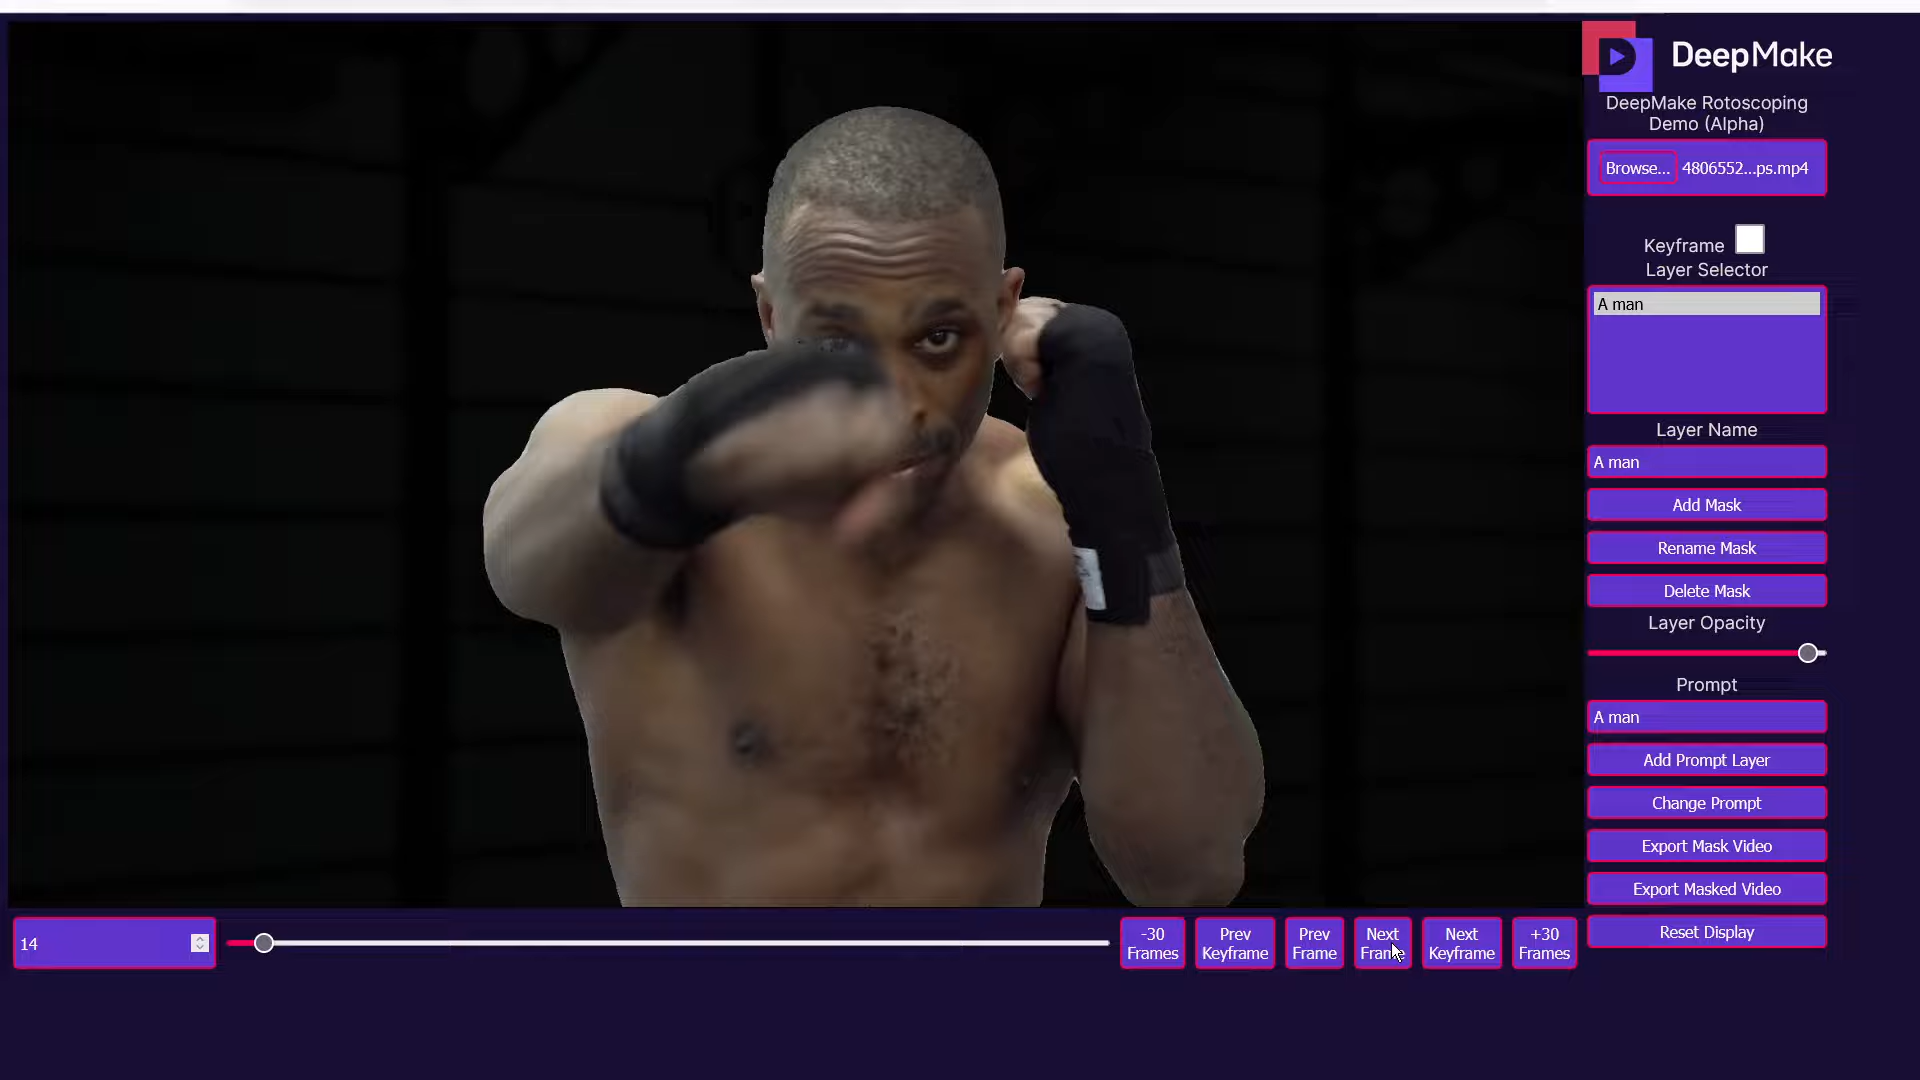 DeepMake
DeepMake Rotoscoping
Demo (Alpha)
Browse... 4806552...ps.mp4
Keyframe
Layer Selector
A man
Layer Name
A man
Add Mask
Rename Mask
Delete Mask
Layer Opacity
Prompt
A man
Add Prompt Layer
Change Prompt
Export Mask Video
Export Masked Video
Reset Display
14
-30
Frames
Prev
Keyframe
Prev
Frame
Next
Frame
Next
Keyframe
+30
Frames